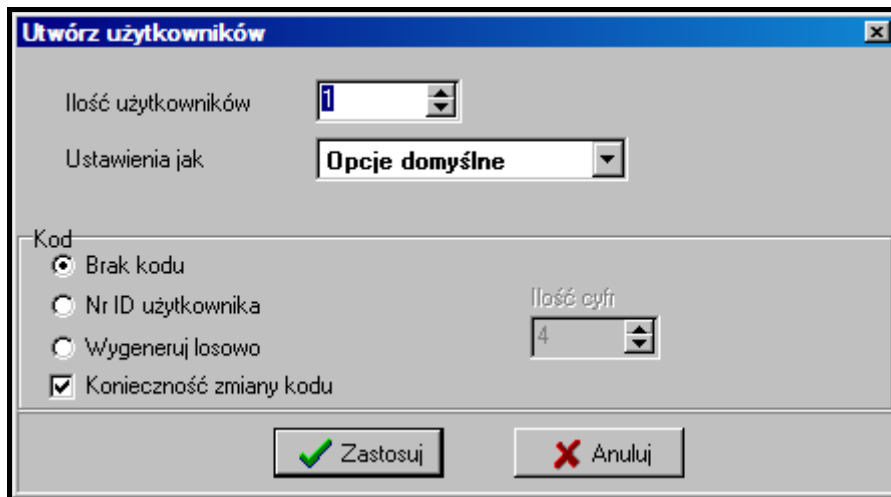 Utwórz użytkowników
Ilość użytkowników 1
Ustawienia jak Opcje domyślne
Kod
Brak kodu
Nr ID użytkownika
Ilość cyfr
4
Wygeneruj losowo
Konieczność zmiany kodu
Zastosuj Anuluj